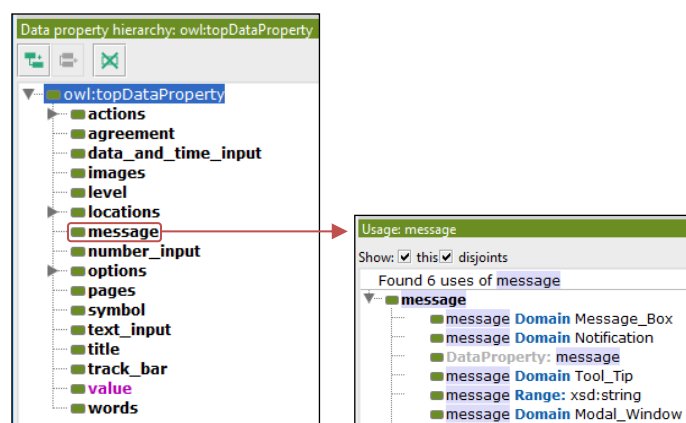 Data property hierarchy: owl:topDataProperty
owl:topDataProperty
actions
agreement
data_and_time_input
images
level
locations
message
number_input
options
pages
symbol
text_input
title
track_bar
value
words
Usage: message
Show: this disjoints
Found 6 uses of message
message
message Domain Message_Box
message Domain Notification
DataProperty: message
message Domain Tool_Tip
message Range: xsd:string
message Domain Modal_Window